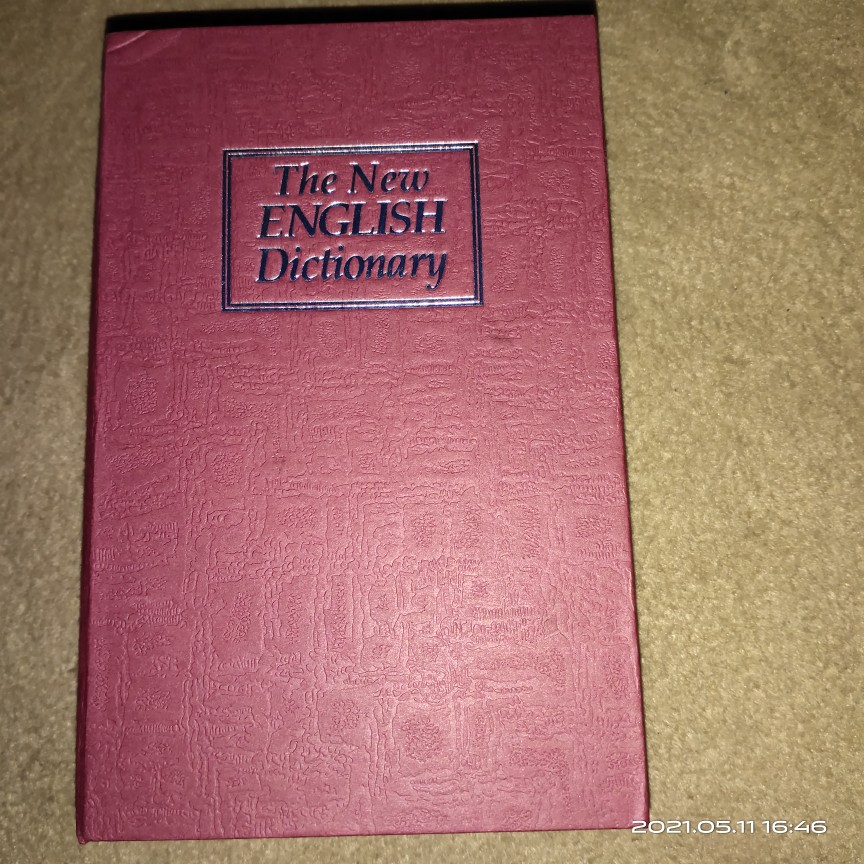 The New
ENGLISH
Dictionary
2021.05.11 16:46